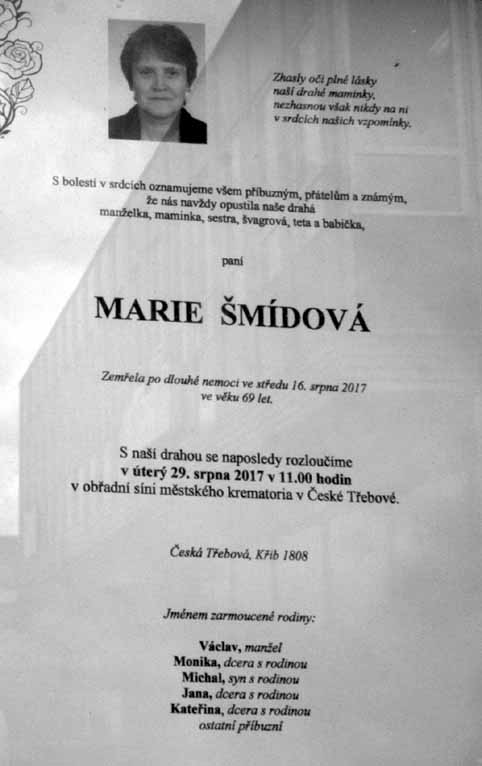 Zhasly oči plné lásky
naší drahé maminky,
nezhasnou však nikdy na ni
v srdcích našich vzpomínky.
S bolestí v srdcích oznamujeme všem příbuzným, přátelům a známým,
že nás navždy opustila naše drahá
manželka, maminka, sestra, švagrová, teta a babička,
paní
MARIE ŠMÍDOVÁ
Zemřela po dlouhé nemoci ve středu 16. srpna 2017
ve věku 69 let.
S naší drahou se naposledy rozloučíme
v úterý 29. srpna 2017 v 11.00 hodin
v obřadní síni městského krematoria v České Třebové.
Česká Třebová, Křib 1808
Jménem zarmoucené rodiny:
Václav, manžel
Monika, dcera s rodinou
Michal, syn s rodinou
Jana, dcera s rodinou
Kateřina, dcera s rodinou
ostatní příbuzní